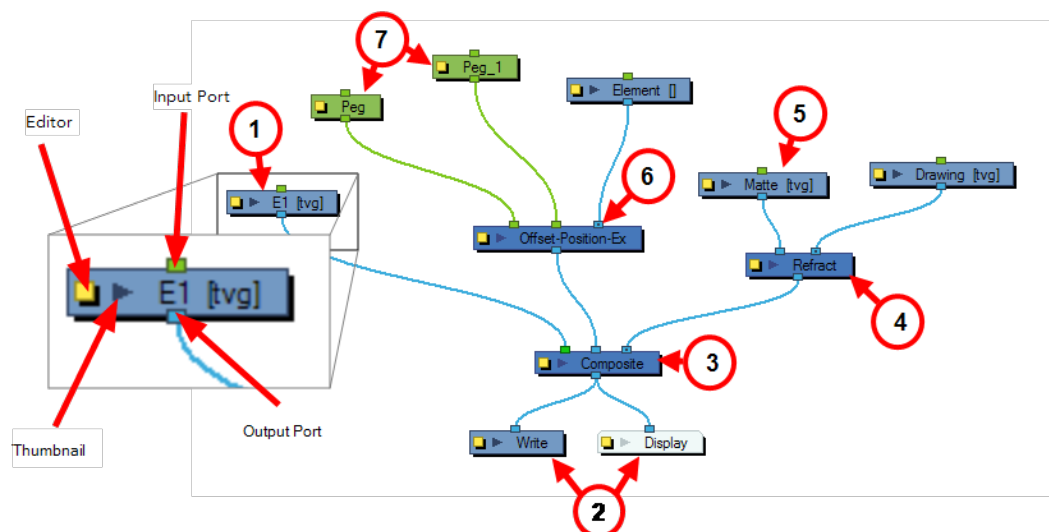 7
Peg_1
Input Port
Peg
Element []
Editor
1
5
6
E1 [tvg]
Matte [tvg]
Drawing [tvg]
Offset-Position-Ex
Refract
E1 [tvg]
4
3
Composite
Output Port
Thumbnail
Write
Display
2